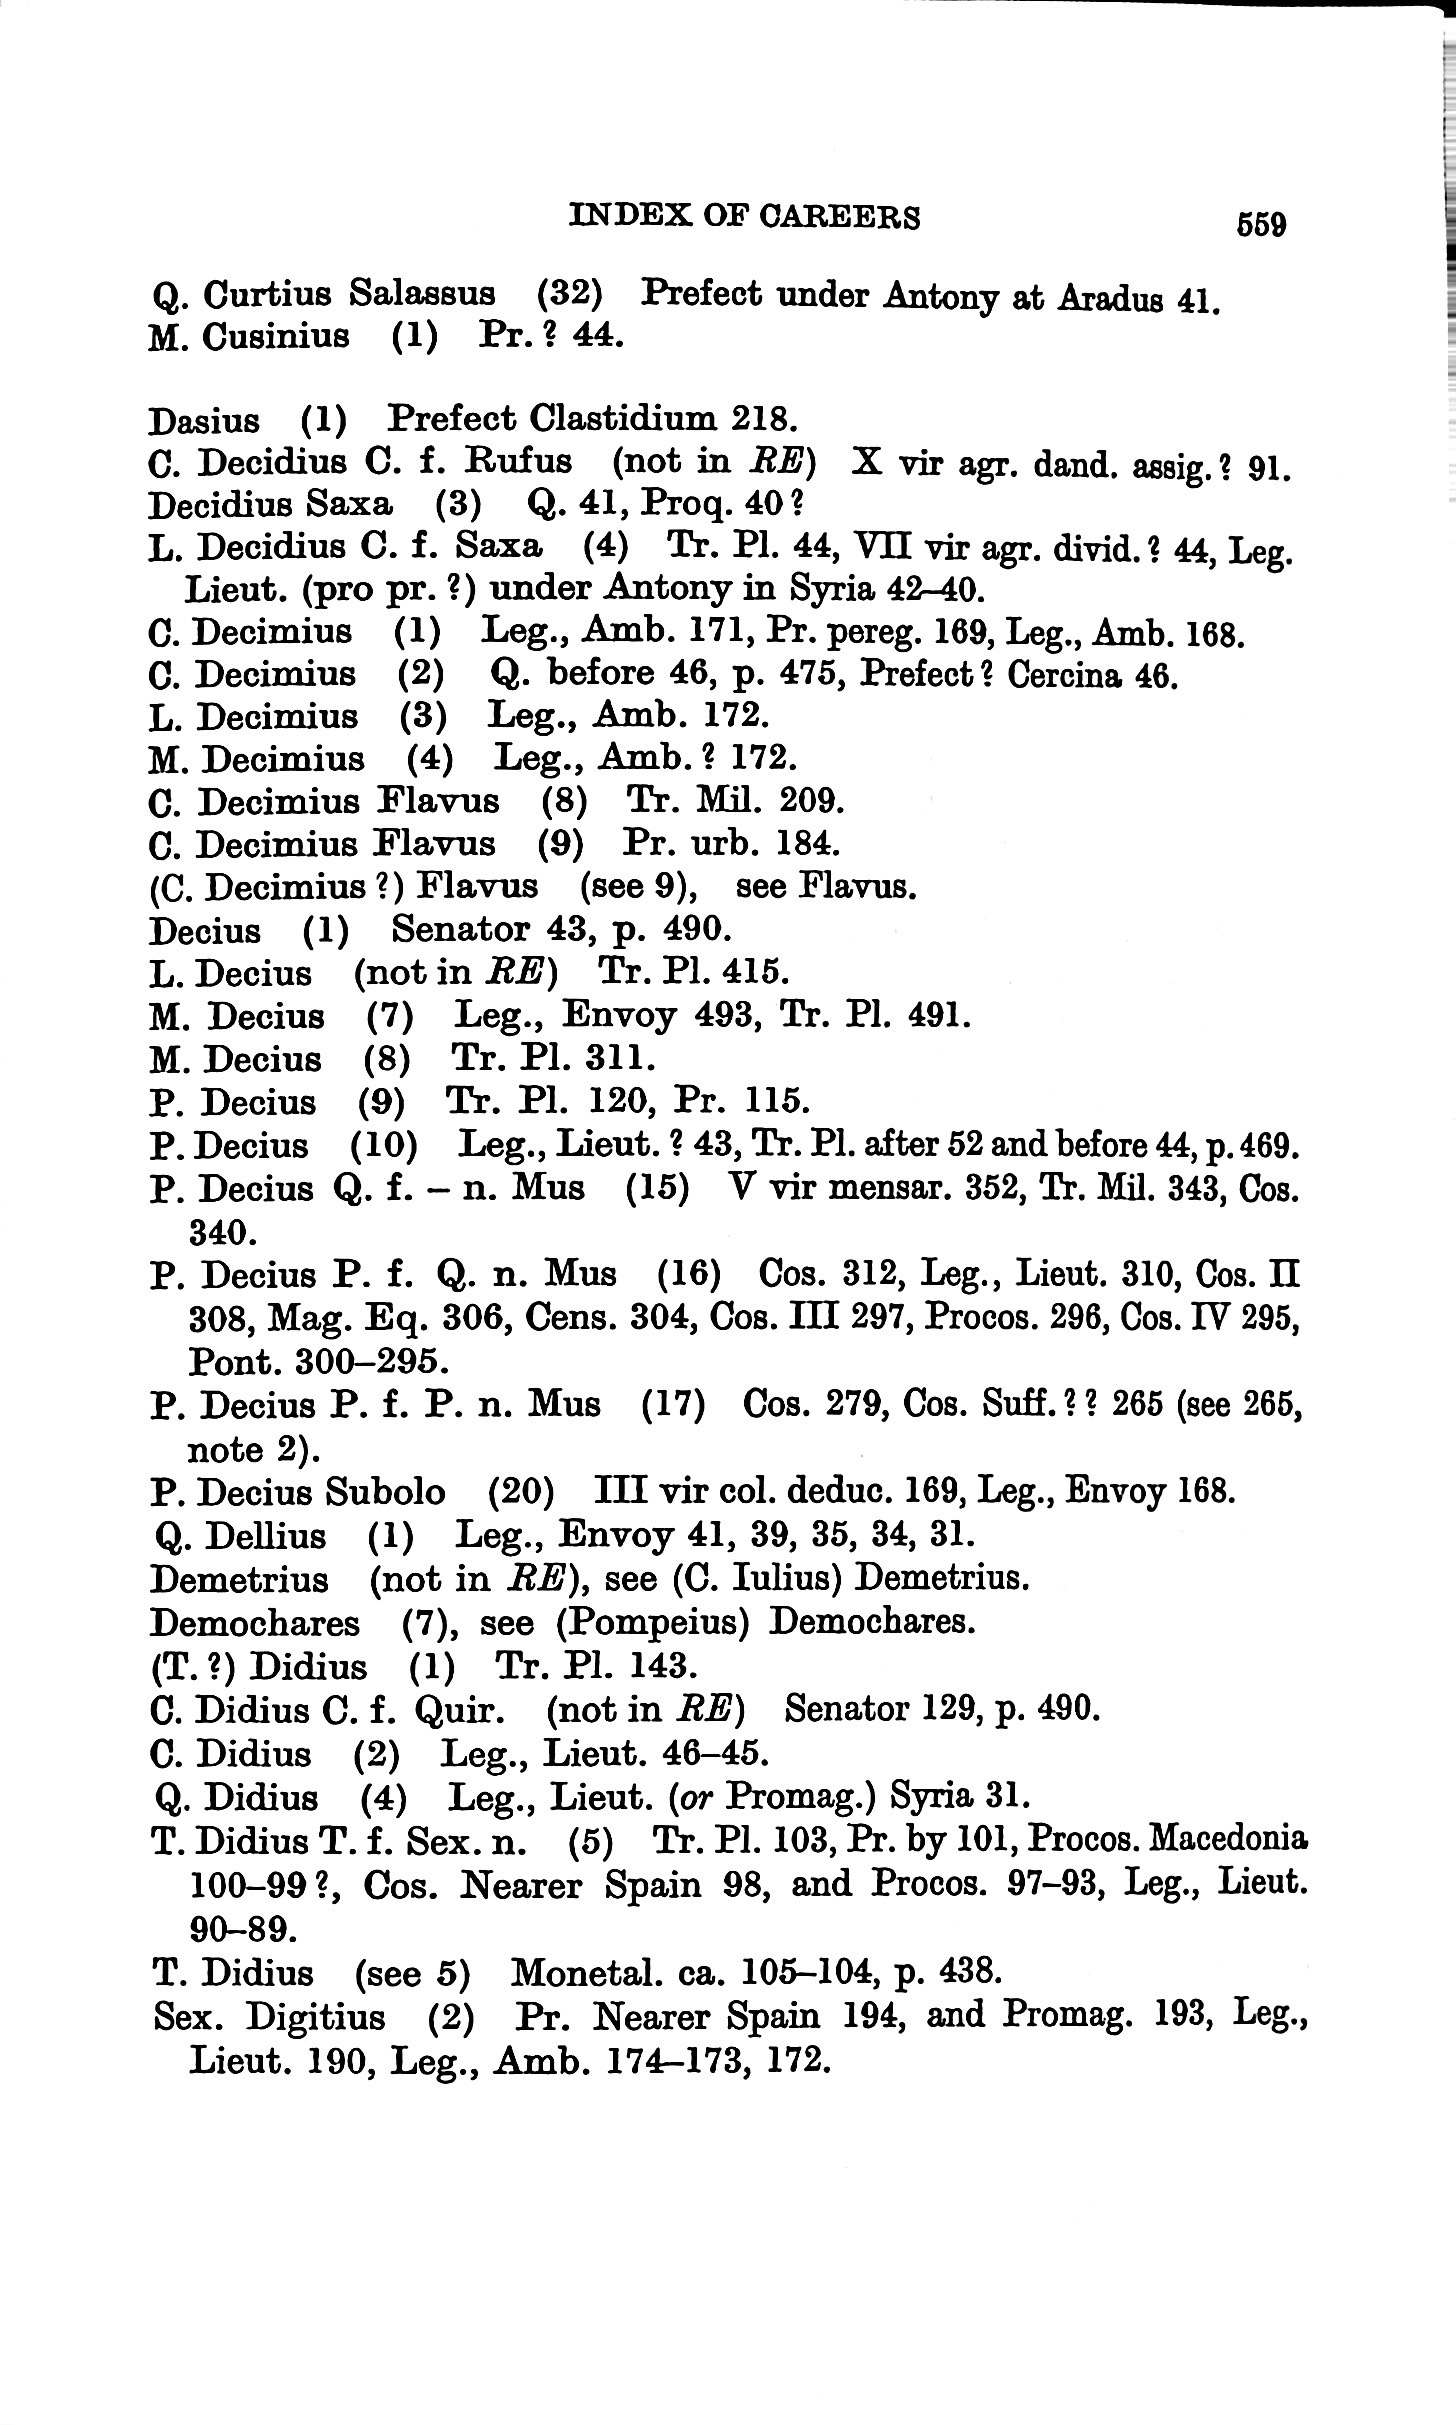 INDEX OF CAREERS 559
Q. Curtius Salassus (32) Prefect under Antony at Aradus 41.
M. Cusinius (1) Pr. ? 44.
Dasius (1) Prefect Clastidium 218.
C. Decidius C. f. Rufus (not in RE) X vir agr. dand. assig. ? 91.
Decidius Saxa (3) Q. 41, Proq. 40 ?
L. Decidius C. f. Saxa (4) Tr. Pl. 44, VII vir agr. divid. ? 44, Leg.
Lieut. (pro pr. ?) under Antony in Syria 42–40.
C. Decimius (1) Leg., Amb. 171, Pr. pereg. 169, Leg., Amb. 168.
C. Decimius (2) Q. before 46, p. 475, Prefect ? Cercina 46.
L. Decimius (3) Leg., Amb. 172.
M. Decimius (4) Leg., Amb. ? 172.
C. Decimius Flavus (8) Tr. Mil. 209.
C. Decimius Flavus (9) Pr. urb. 184.
(C. Decimius ?) Flavus (see 9), see Flavus.
Decius (1) Senator 43, p. 490.
L. Decius (not in RE) Tr. Pl. 415.
M. Decius (7) Leg., Envoy 493, Tr. Pl. 491.
M. Decius (8) Tr. Pl. 311.
P. Decius (9) Tr. Pl. 120, Pr. 115.
P. Decius (10) Leg., Lieut. ? 43, Tr. Pl. after 52 and before 44, p. 469.
P. Decius Q. f. – n. Mus (15) V vir mensar. 352, Tr. Mil. 343, Cos.
340.
P. Decius P. f. Q. n. Mus (16) Cos. 312, Leg., Lieut. 310, Cos. II
308, Mag. Eq. 306, Cens. 304, Cos. III 297, Procos. 296, Cos. IV 295,
Pont. 300–295.
P. Decius P. f. P. n. Mus (17) Cos. 279, Cos. Suff. ? ? 265 (see 265,
note 2).
P. Decius Subolo (20) III vir col. deduc. 169, Leg., Envoy 168.
Q. Dellius (1) Leg., Envoy 41, 39, 35, 34, 31.
Demetrius (not in RE), see (C. Iulius) Demetrius.
Demochares (7), see (Pompeius) Demochares.
(T. ?) Didius (1) Tr. Pl. 143.
C. Didius C. f. Quir. (not in RE) Senator 129, p. 490.
C. Didius (2) Leg., Lieut. 46–45.
Q. Didius (4) Leg., Lieut. (or Promag.) Syria 31.
T. Didius T. f. Sex. n. (5) Tr. Pl. 103, Pr. by 101, Procos. Macedonia
100–99 ?, Cos. Nearer Spain 98, and Procos. 97–93, Leg., Lieut.
90–89.
T. Didius (see 5) Monetal. ca. 105–104, p. 438.
Sex. Digitius (2) Pr. Nearer Spain 194, and Promag. 193, Leg.,
Lieut. 190, Leg., Amb. 174–173, 172.